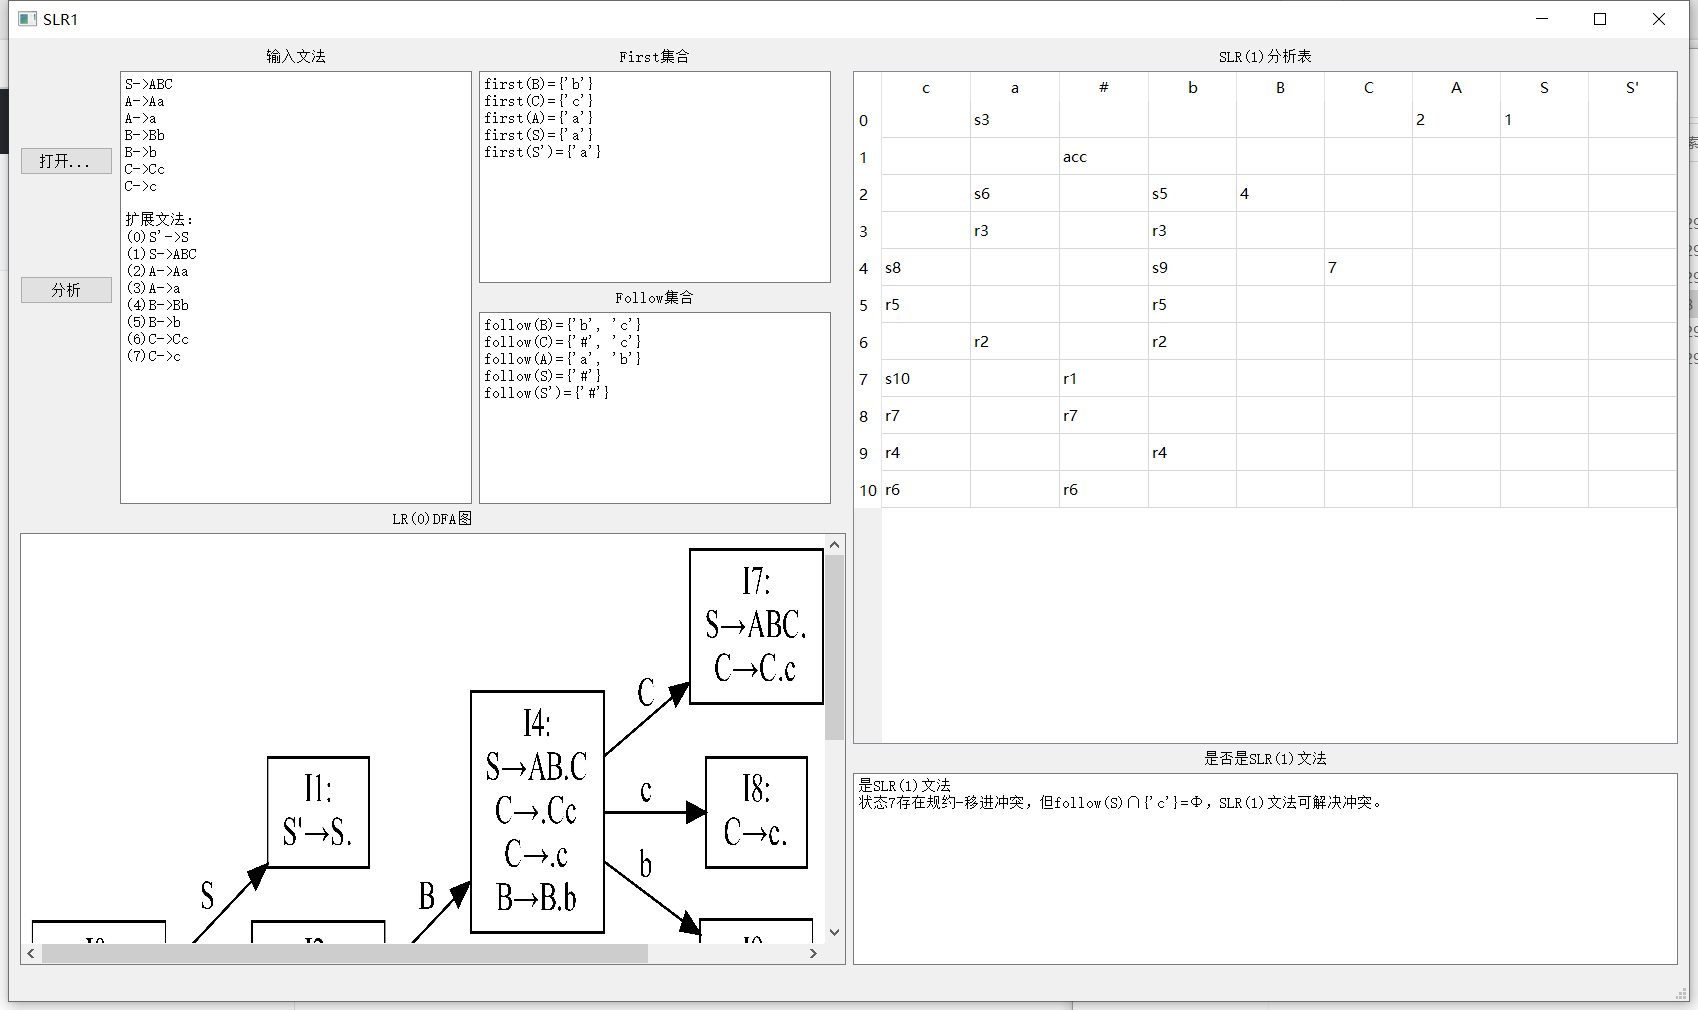 SLR1
输入文法
S->ABC
A->Aa
A->a
B->Bb
B->b
C->Cc
C->c
扩展文法:
(0)S'->S
(1)S->ABC
(2)A->Aa
(3)A->a
(4)B->Bb
(5)B->b
(6)C->Cc
(7)C->c
打开...
分析
First集合
first(B)={'b'}
first(C)={'c'}
first(A)={'a'}
first(S)={'a'}
first(S')={'a'}
Follow集合
follow(B)={'b', 'c'}
follow(C)={'#', 'c'}
follow(A)={'a', 'b'}
follow(S)={'#'}
follow(S')={'#'}
LR(0)DFA图
I7:
S→ABC.
C→C.c
C
I4:
S→AB.C
C→.Cc
C→.c
B→B.b
c
I8:
C→c.
b
I1:
S'→S.
S
B
SLR(1)分析表
c a # b B C A S S'
0 s3 2 1
1 acc
2 s6 s5 4
3 r3 r3
4 s8 s9 7
5 r5 r5
6 r2 r2
7 s10 r1
8 r7 r7
9 r4 r4
10 r6 r6
是否是SLR(1)文法
是SLR(1)文法
状态7存在规约-移进冲突，但follow(S)∩{'c'}=Φ，SLR(1)文法可解决冲突。